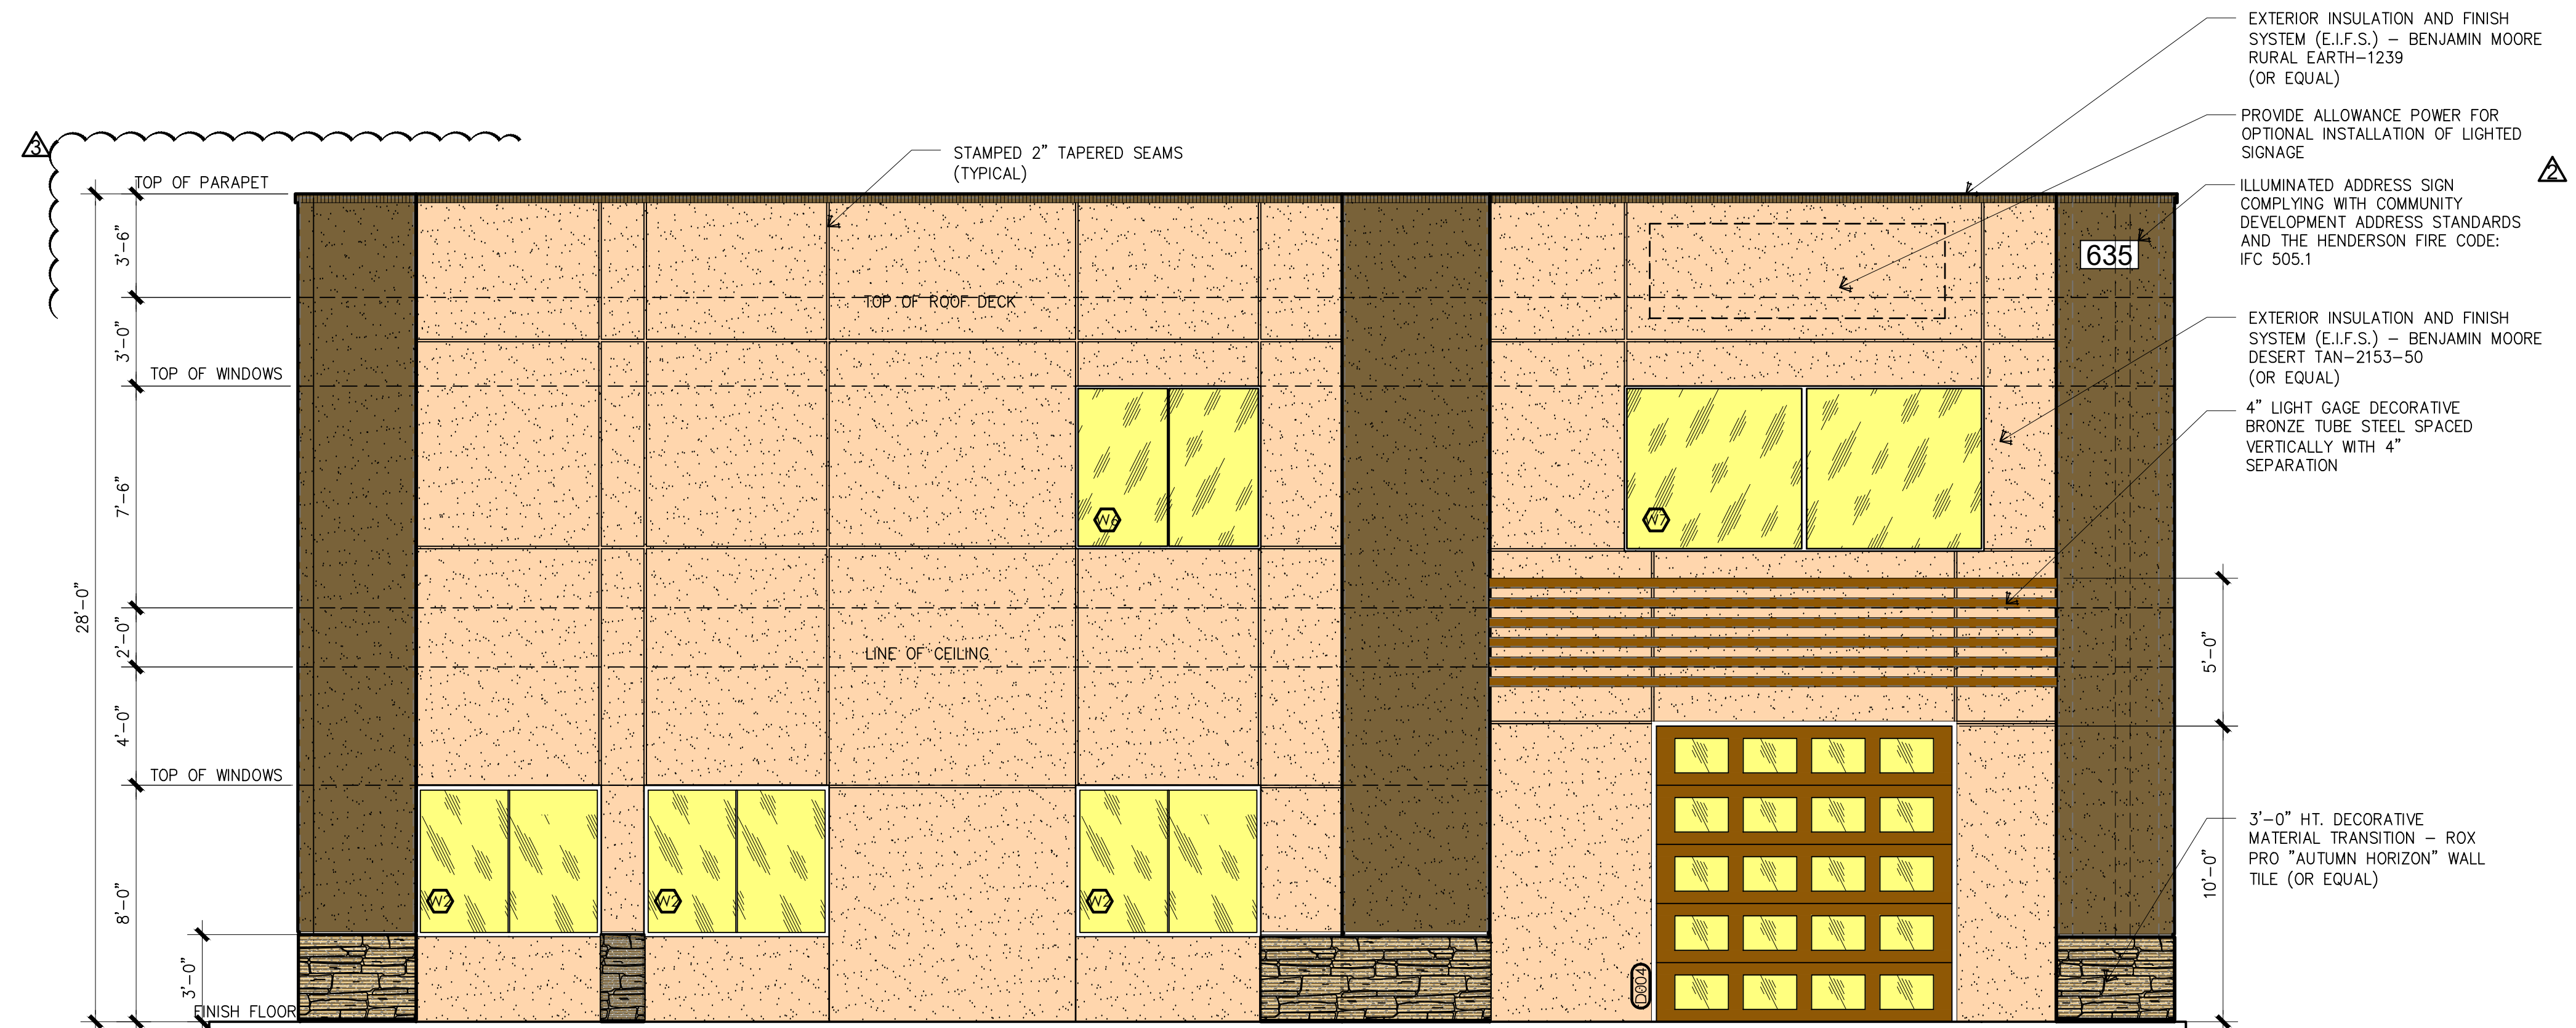 EXTERIOR INSULATION AND FINISH
SYSTEM (E.I.F.S.) – BENJAMIN MOORE
RURAL EARTH–1239
(OR EQUAL)
PROVIDE ALLOWANCE POWER FOR
OPTIONAL INSTALLATION OF LIGHTED
SIGNAGE
3
STAMPED 2" TAPERED SEAMS
(TYPICAL)
2
TOP OF PARAPET
ILLUMINATED ADDRESS SIGN
COMPLYING WITH COMMUNITY
DEVELOPMENT ADDRESS STANDARDS
AND THE HENDERSON FIRE CODE:
IFC 505.1
635
3'–6"
TOP OF ROOF DECK
EXTERIOR INSULATION AND FINISH
SYSTEM (E.I.F.S.) – BENJAMIN MOORE
DESERT TAN–2153–50
(OR EQUAL)
3'–0"
TOP OF WINDOWS
4" LIGHT GAGE DECORATIVE
BRONZE TUBE STEEL SPACED
VERTICALLY WITH 4"
SEPARATION
7'–6"
W6
W7
28'–0"
2'–0"
LINE OF CEILING
5'–0"
4'–0"
TOP OF WINDOWS
3'–0" HT. DECORATIVE
MATERIAL TRANSITION – ROX
PRO "AUTUMN HORIZON" WALL
TILE (OR EQUAL)
8'–0"
W2
W2
W2
10'–0"
3'–0"
D004
FINISH FLOOR